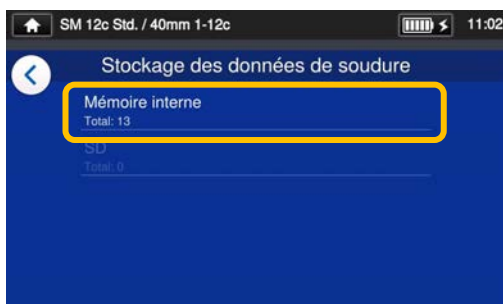 SM 12c Std. / 40mm 1-12c
11:02
Stockage des données de soudure
Mémoire interne
Total: 13
SD
Total: 0